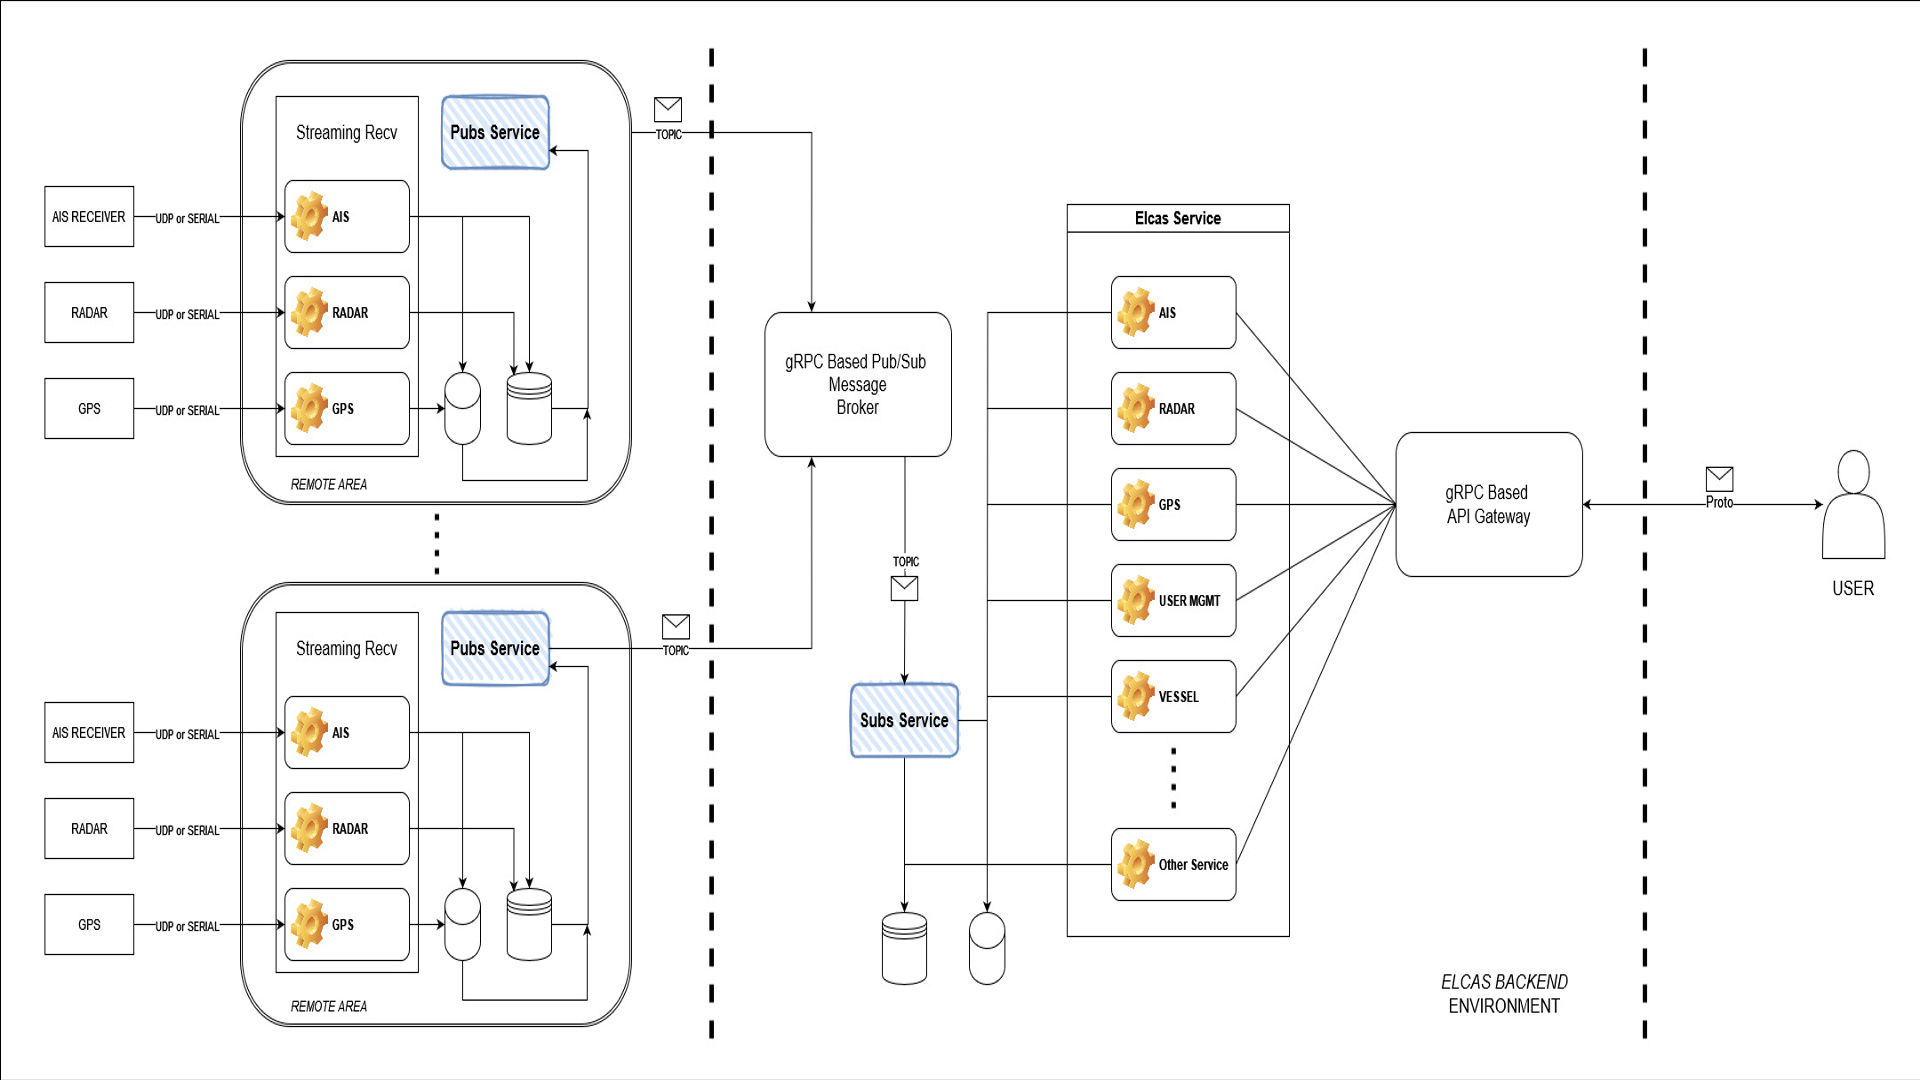 Streaming Recv
Pubs Service
TOPIC
AIS RECEIVER
UDP or SERIAL
AIS
RADAR
UDP or SERIAL
RADAR
GPS
UDP or SERIAL
GPS
REMOTE AREA
Streaming Recv
Pubs Service
TOPIC
AIS RECEIVER
UDP or SERIAL
AIS
RADAR
UDP or SERIAL
RADAR
GPS
UDP or SERIAL
GPS
REMOTE AREA
gRPC Based Pub/Sub
Message
Broker
TOPIC
Subs Service
Elcas Service
AIS
RADAR
GPS
USER MGMT
VESSEL
Other Service
gRPC Based
API Gateway
ELCAS BACKEND
ENVIRONMENT
Proto
USER